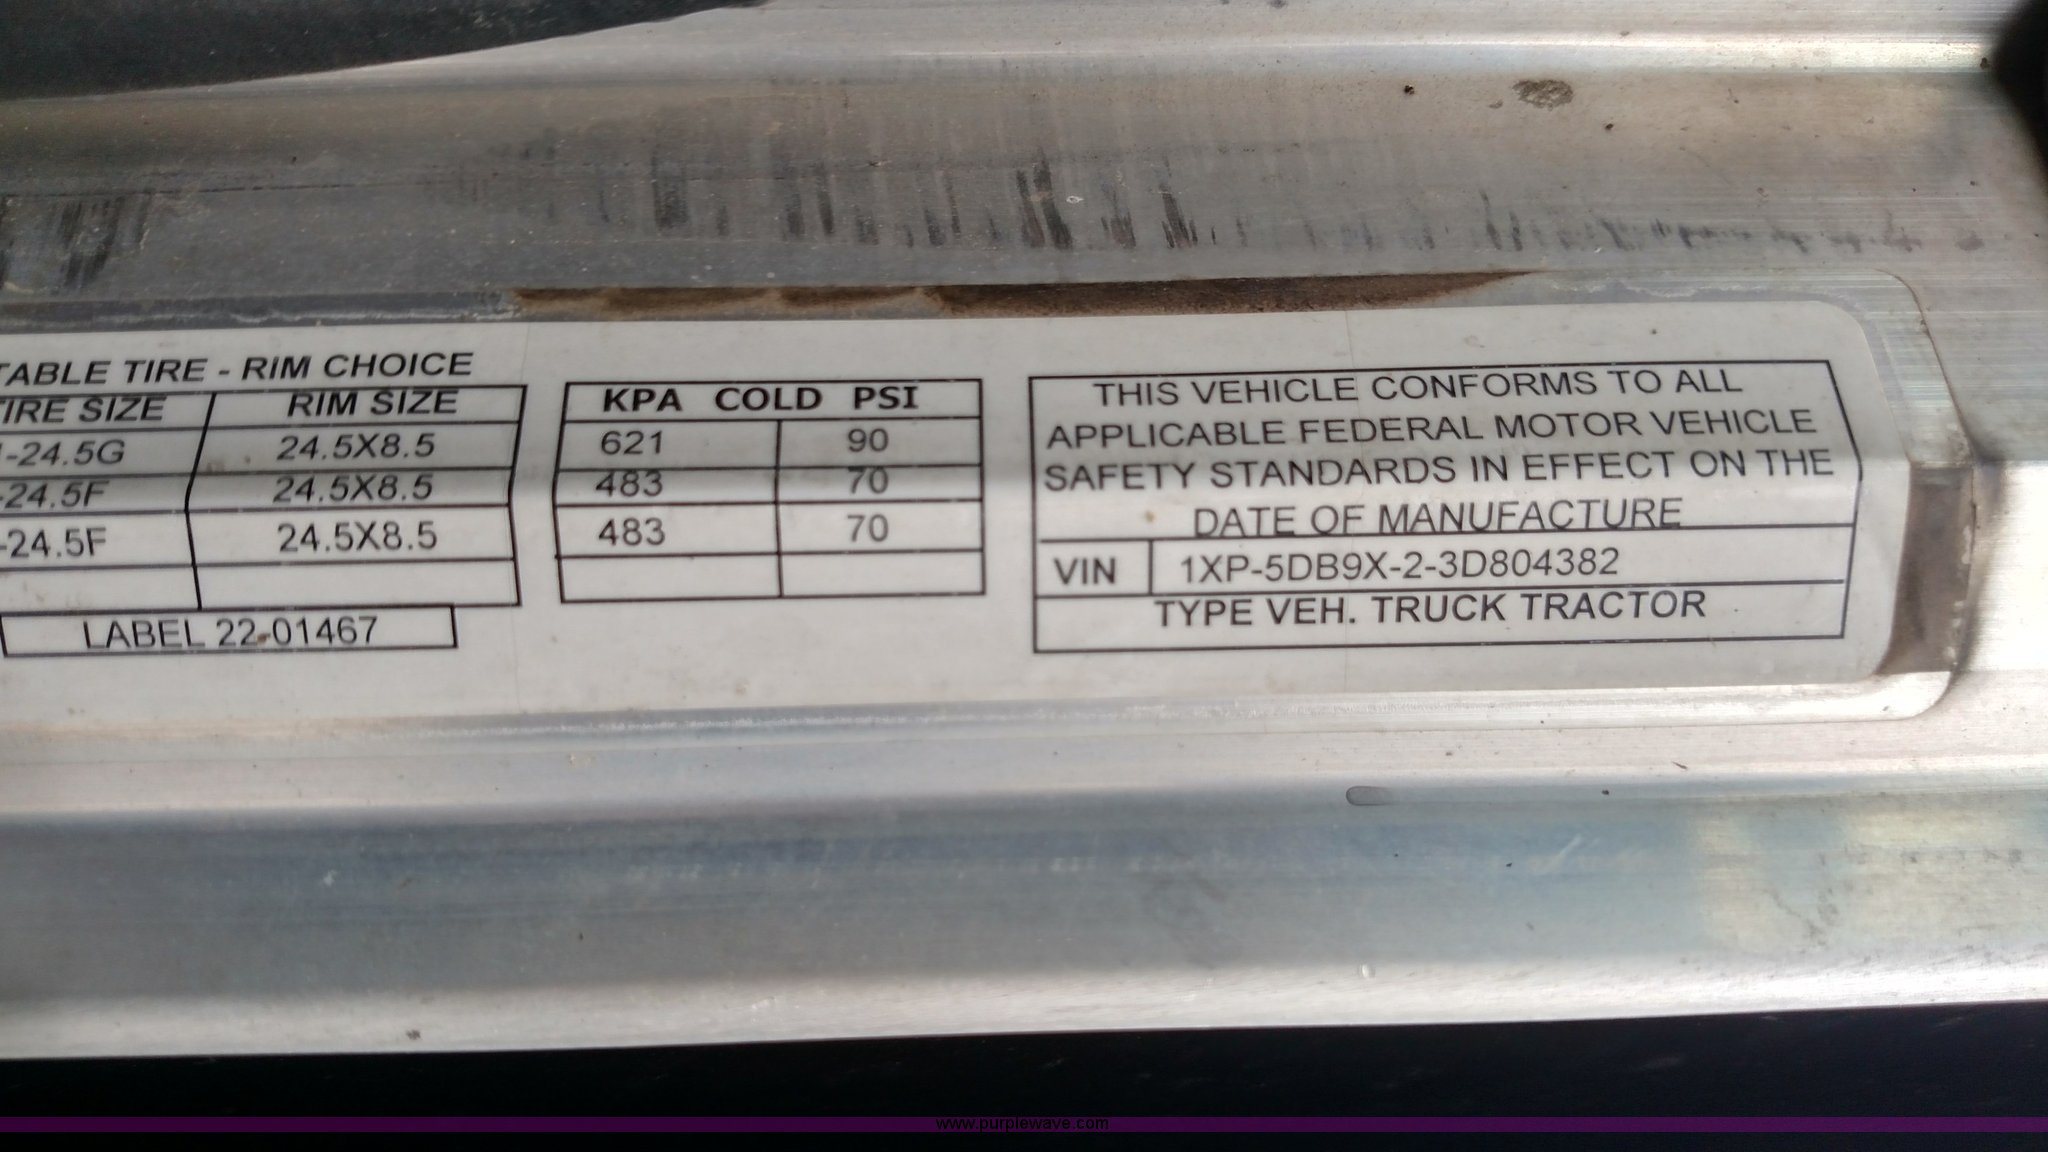 TABLE TIRE - RIM CHOICE
TIRE SIZE RIM SIZE
-24.5G 24.5X8.5
-24.5F 24.5X8.5
-24.5F 24.5X8.5
LABEL 22-01467
KPA COLD PSI
621 90
483 70
483 70
THIS VEHICLE CONFORMS TO ALL
APPLICABLE FEDERAL MOTOR VEHICLE
SAFETY STANDARDS IN EFFECT ON THE
DATE OF MANUFACTURE
VIN 1XP-5DB9X-2-3D804382
TYPE VEH. TRUCK TRACTOR
www.purplewave.com